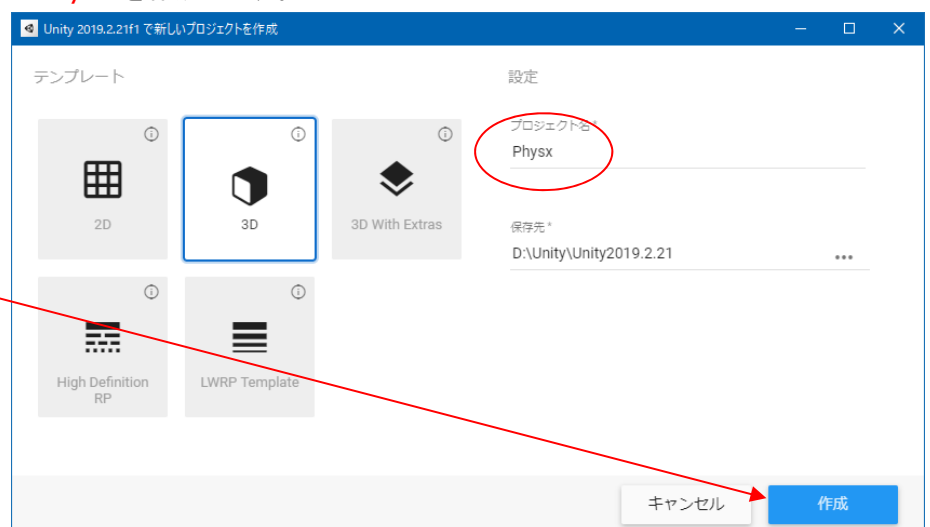 Unity 2019.2.21f1 で新しいプロジェクトを作成
テンプレート
設定
プロジェクト名*
Physx
2D
3D
3D With Extras
保存先*
D:\Unity\Unity2019.2.21
High Definition
RP
LWRP Template
キャンセル
作成